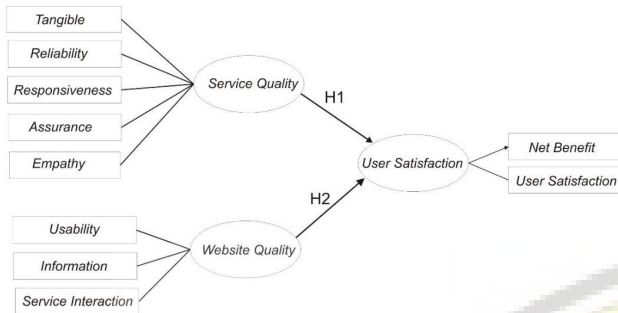 Tangible
Reliability
Responsiveness
Assurance
Empathy
Service Quality
H1
User Satisfaction
Net Benefit
User Satisfaction
H2
Usability
Information
Service Interaction
Website Quality